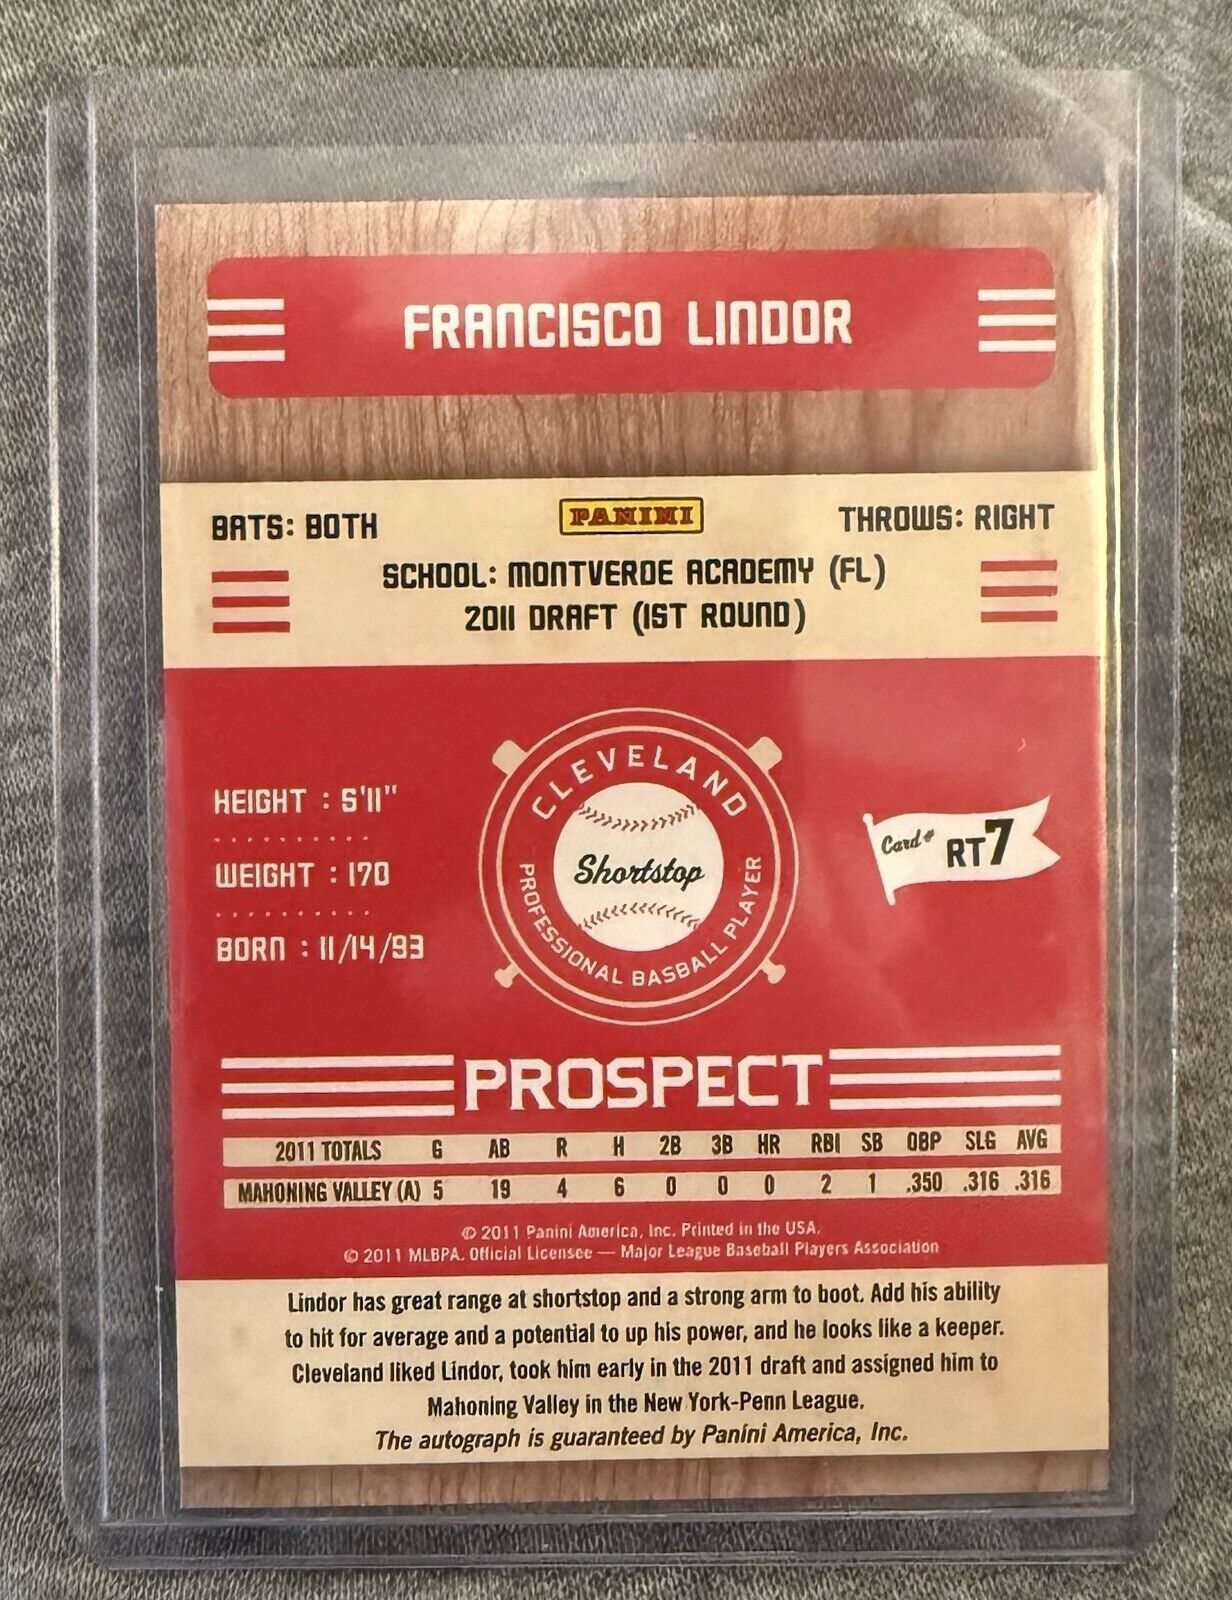 FRANCISCO LINDOR
BATS: BOTH
PANINI
THROWS: RIGHT
SCHOOL: MONTVERDE ACADEMY (FL)
2011 DRAFT (1ST ROUND)
CLEVELAND
Shortstop
PROFESSIONAL BASBALL PLAYER
HEIGHT : 5'11"
WEIGHT : 170
BORN : 11/14/93
Card# RT7
PROSPECT
2011 TOTALS G AB R H 2B 3B HR RBI SB OBP SLG AVG
MAHONING VALLEY (A) 5 19 4 6 0 0 0 2 1 .350 .316 .316
© 2011 Panini America, Inc. Printed in the USA.
© 2011 MLBPA. Official Licensee — Major League Baseball Players Association
Lindor has great range at shortstop and a strong arm to boot. Add his ability
to hit for average and a potential to up his power, and he looks like a keeper.
Cleveland liked Lindor, took him early in the 2011 draft and assigned him to
Mahoning Valley in the New York-Penn League.
The autograph is guaranteed by Panini America, Inc.